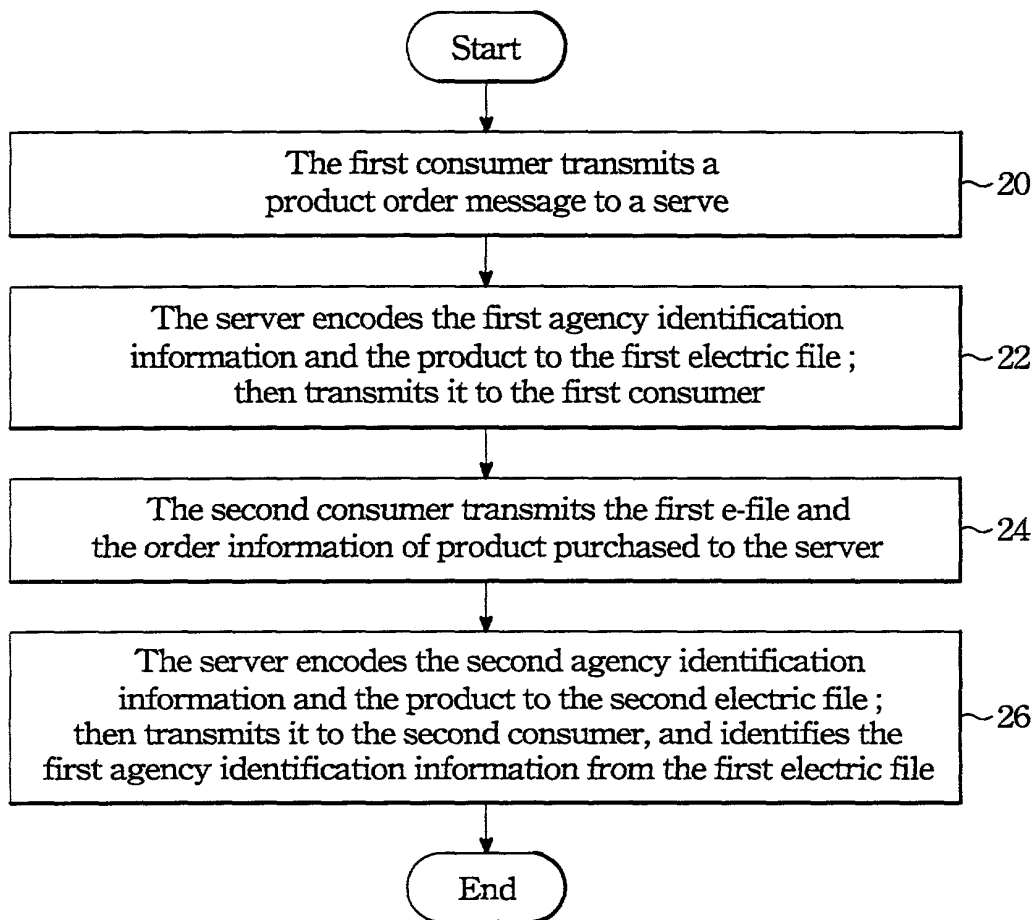 Start
The first consumer transmits a
product order message to a serve
20
The server encodes the first agency identification
information and the product to the first electric file ;
then transmits it to the first consumer
22
The second consumer transmits the first e-file and
the order information of product purchased to the server
24
The server encodes the second agency identification
information and the product to the second electric file ;
then transmits it to the second consumer, and identifies the
first agency identification information from the first electric file
26
End